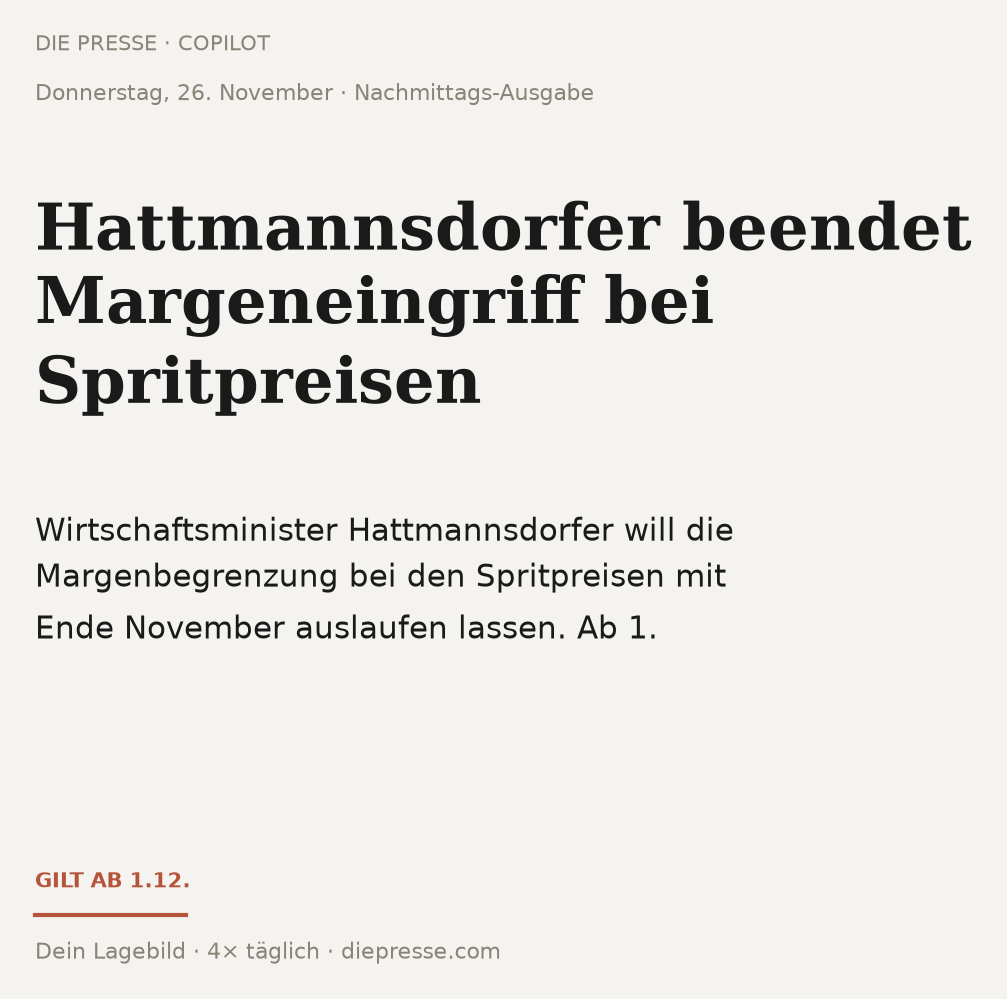 DIE PRESSE · COPILOT
Donnerstag, 26. November · Nachmittags-Ausgabe
Hattmannsdorfer beendet
Margeneingriff bei
Spritpreisen
Wirtschaftsminister Hattmannsdorfer will die
Margenbegrenzung bei den Spritpreisen mit
Ende November auslaufen lassen. Ab 1.
GILT AB 1.12.
Dein Lagebild · 4× täglich · diepresse.com